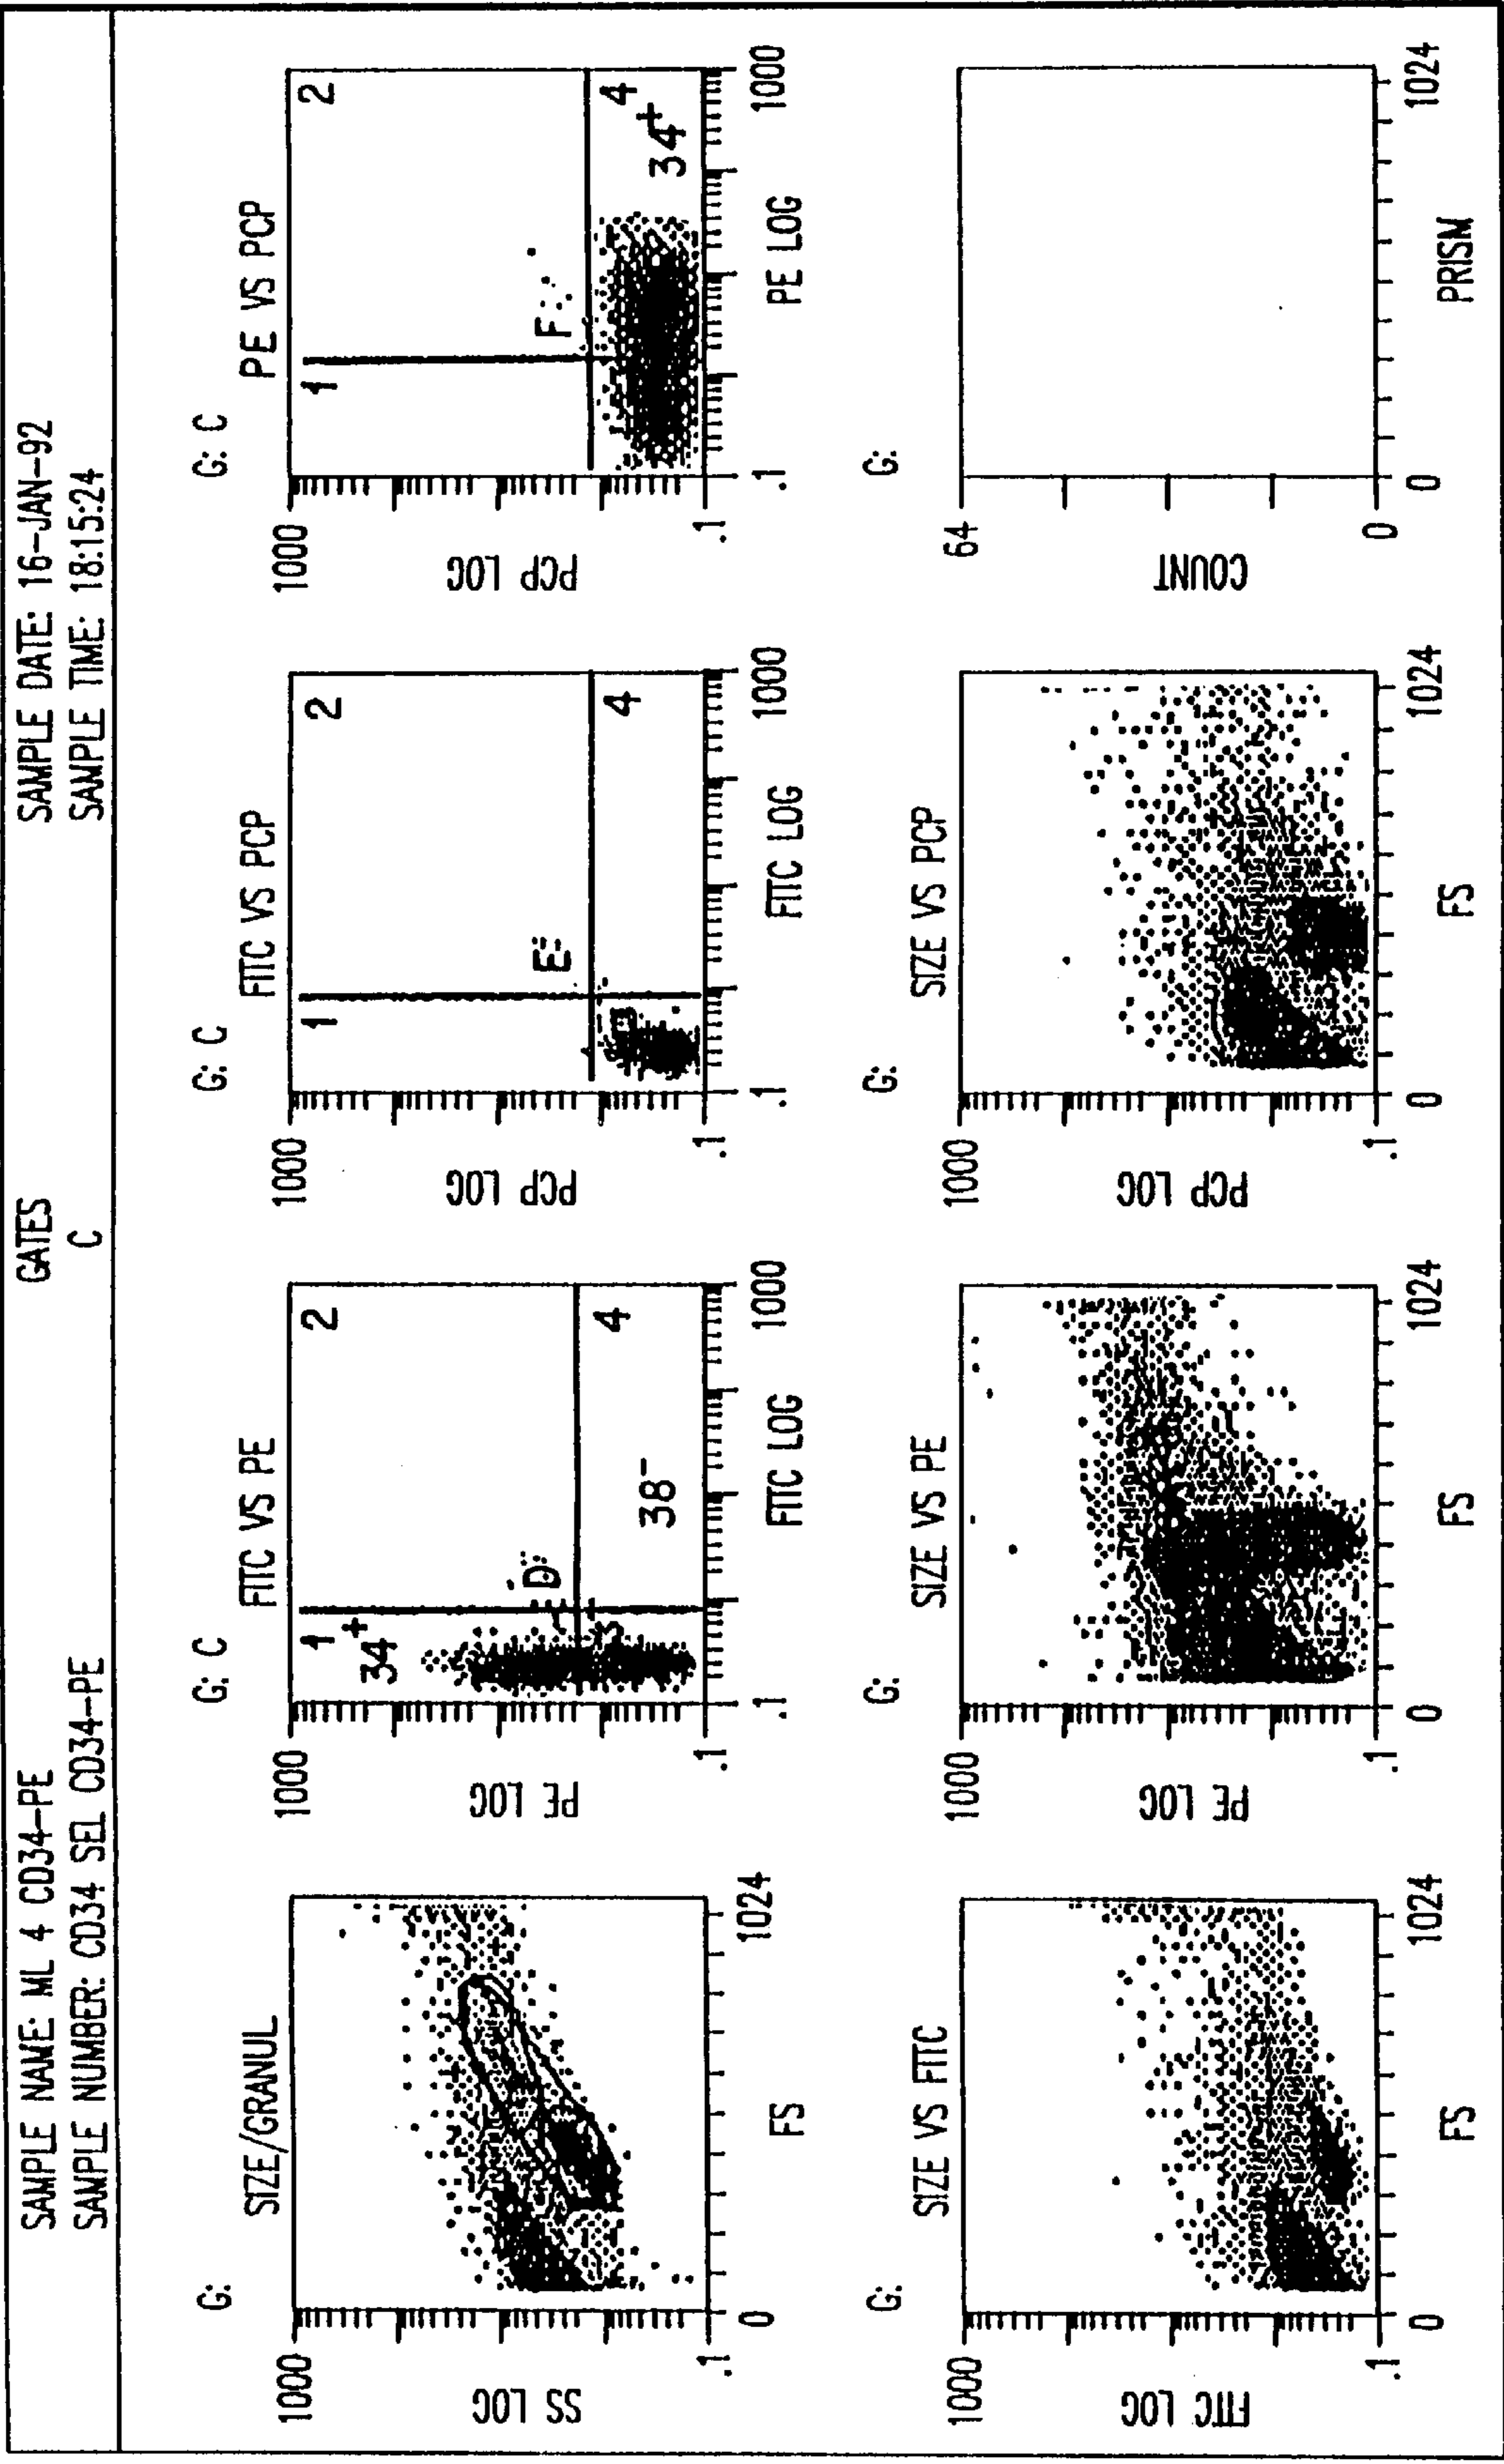 SAMPLE NAME: ML 4 CD34-PE GATES SAMPLE DATE: 16-JAN-92
SAMPLE NUMBER: CD34 SEL CD34-PE C SAMPLE TIME: 18:15:24
G:
SIZE/GRANUL
1000
SS LOG
.1
0
1024
FS
G: C
FITC VS PE
1000
PE LOG
.1
1
34+
2
D
3
4
38-
.1
1000
FITC LOG
G: C
FITC VS PCP
1000
PCP LOG
.1
1
2
E
4
.1
1000
FITC LOG
G: C
PE VS PCP
1000
PCP LOG
.1
1
2
F
4
34+
.1
1000
PE LOG
G:
SIZE VS FITC
1000
FITC LOG
.1
0
1024
FS
G:
SIZE VS PE
1000
PE LOG
.1
0
1024
FS
G:
SIZE VS PCP
1000
PCP LOG
.1
0
1024
FS
G:
64
COUNT
0
0
1024
PRISM